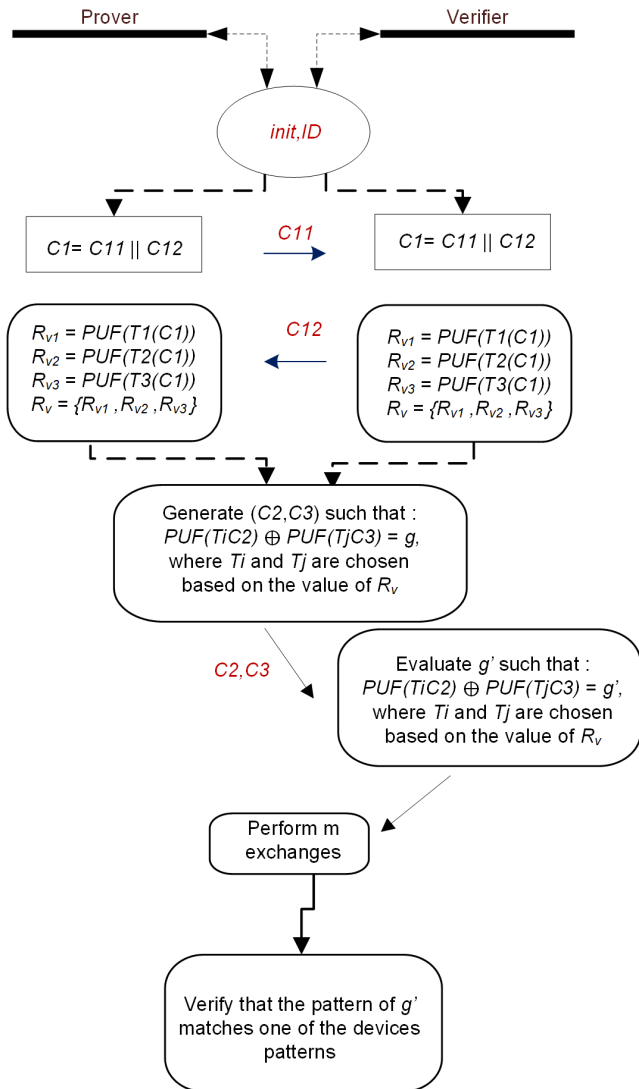 Prover
Verifier
init,ID
C1= C11 || C12
C11
C1= C11 || C12
Rv1 = PUF(T1(C1))
Rv2 = PUF(T2(C1))
Rv3 = PUF(T3(C1))
Rv = {Rv1 ,Rv2 ,Rv3}
C12
Rv1 = PUF(T1(C1))
Rv2 = PUF(T2(C1))
Rv3 = PUF(T3(C1))
Rv = {Rv1 ,Rv2 ,Rv3}
Generate (C2,C3) such that :
PUF(TiC2) ⊕ PUF(TjC3) = g,
where Ti and Tj are chosen
based on the value of Rv
C2,C3
Evaluate g’ such that :
PUF(TiC2) ⊕ PUF(TjC3) = g’,
where Ti and Tj are chosen
based on the value of Rv
Perform m
exchanges
Verify that the pattern of g’
matches one of the devices
patterns